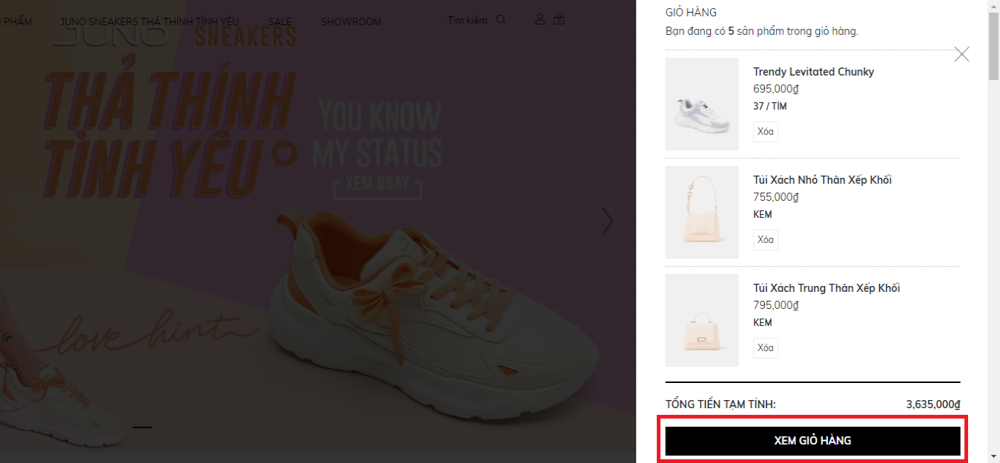 PHẨM JUNO SNEAKERS THẢ THÍNH TÌNH YÊU SALE SHOWROOM Tìm kiếm
JUNO SNEAKERS
THẢ THÍNH
TÌNH YÊU
YOU KNOW
MY STATUS
XEM NGAY
love hint
GIỎ HÀNG
Bạn đang có 5 sản phẩm trong giỏ hàng.
Trendy Levitated Chunky
695,000₫
37 / TÍM
Xóa
Túi Xách Nhỏ Thân Xếp Khối
755,000₫
KEM
Xóa
Túi Xách Trung Thân Xếp Khối
795,000₫
KEM
Xóa
TỔNG TIỀN TẠM TÍNH: 3,635,000₫
XEM GIỎ HÀNG